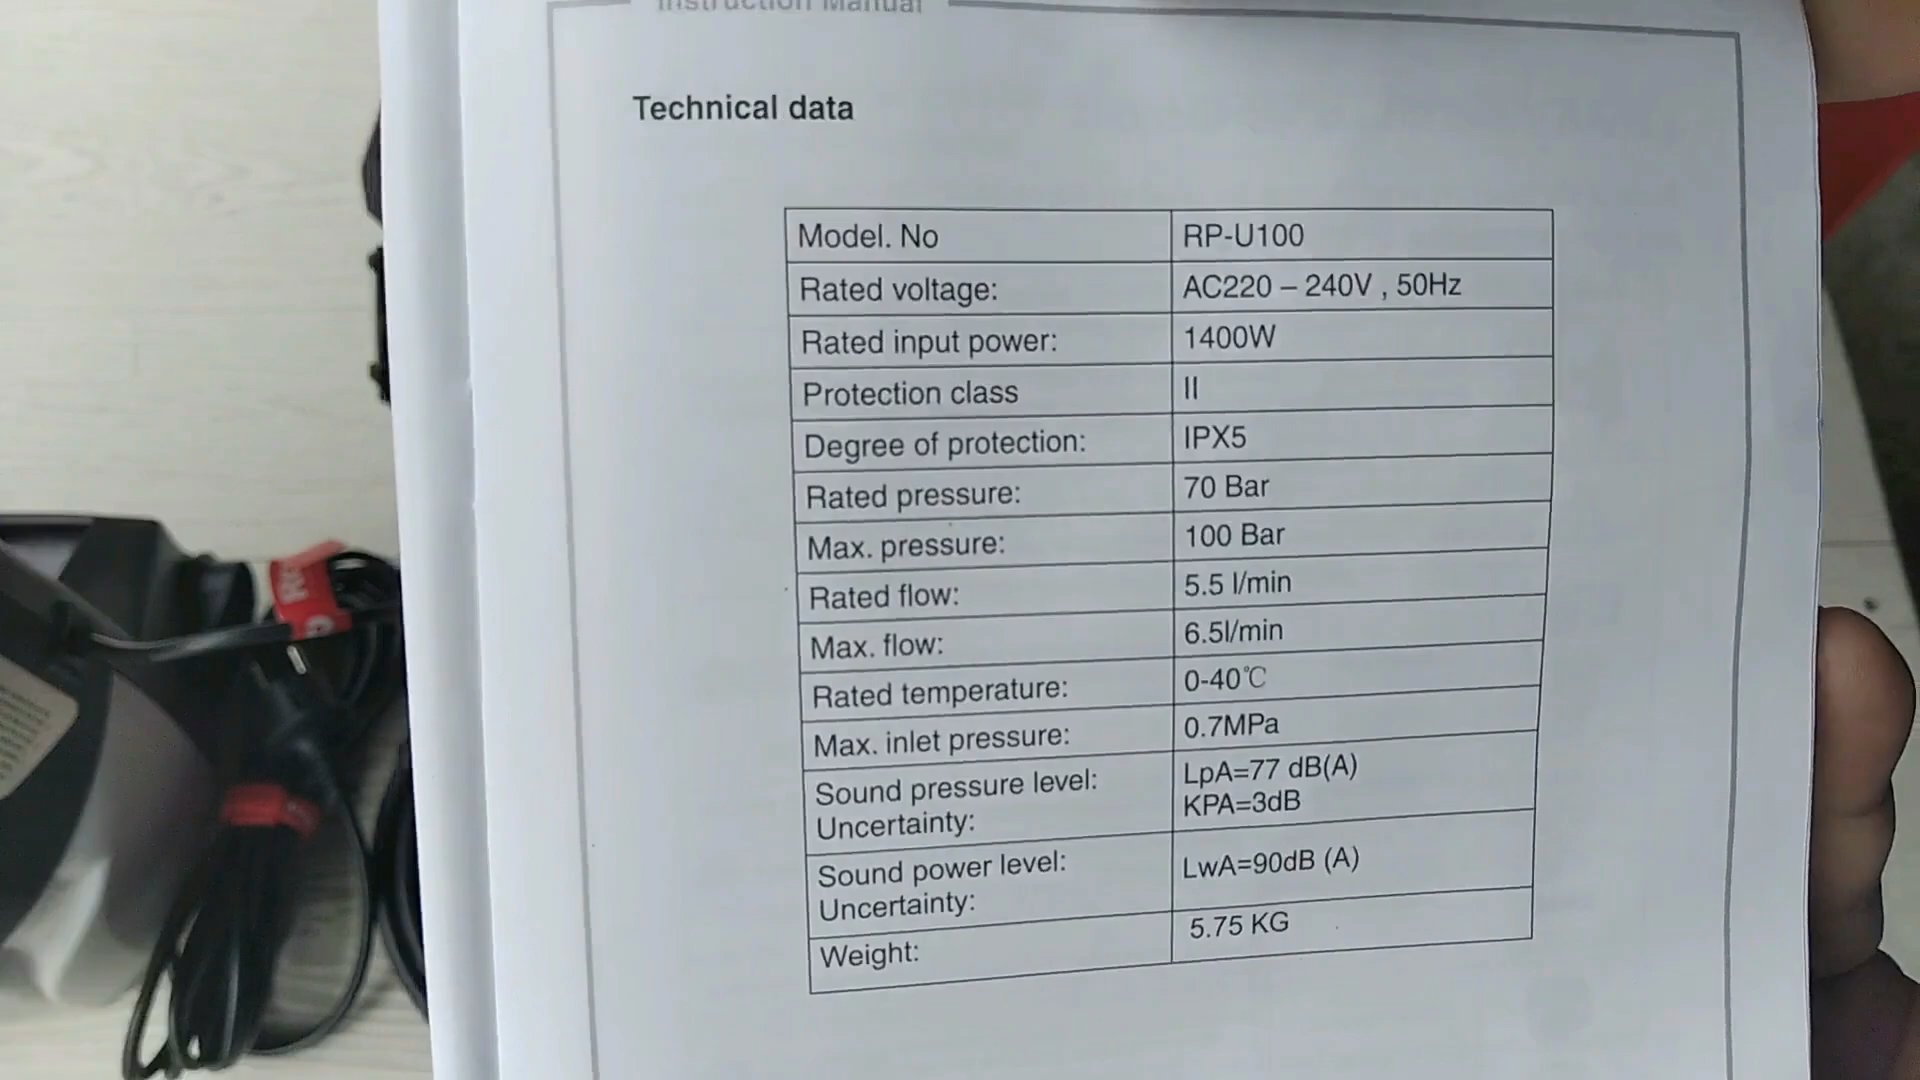 Instruction Manual
Technical data
Model. No RP-U100
Rated voltage: AC220 – 240V , 50Hz
Rated input power: 1400W
Protection class II
Degree of protection: IPX5
Rated pressure: 70 Bar
Max. pressure: 100 Bar
Rated flow: 5.5 l/min
Max. flow: 6.5l/min
Rated temperature: 0-40℃
Max. inlet pressure: 0.7MPa
Sound pressure level: LpA=77 dB(A)
Uncertainty: KPA=3dB
Sound power level: LwA=90dB (A)
Uncertainty:
Weight: 5.75 KG